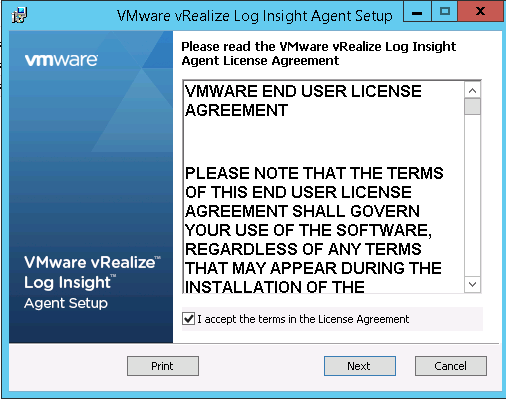 VMware vRealize Log Insight Agent Setup
vmware
Please read the VMware vRealize Log Insight
Agent License Agreement
VMWARE END USER LICENSE
AGREEMENT
PLEASE NOTE THAT THE TERMS
OF THIS END USER LICENSE
AGREEMENT SHALL GOVERN
YOUR USE OF THE SOFTWARE,
REGARDLESS OF ANY TERMS
THAT MAY APPEAR DURING THE
INSTALLATION OF THE
VMware vRealize™
Log Insight™
Agent Setup
I accept the terms in the License Agreement
Print
Next
Cancel